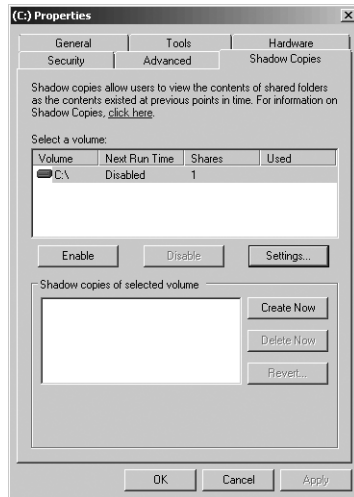 (C:) Properties
General Tools Hardware
Security Advanced Shadow Copies
Shadow copies allow users to view the contents of shared folders
as the contents existed at previous points in time. For information on
Shadow Copies, click here.
Select a volume:
Volume Next Run Time Shares Used
C:\ Disabled 1
Enable Disable Settings...
Shadow copies of selected volume
Create Now
Delete Now
Revert...
OK Cancel Apply